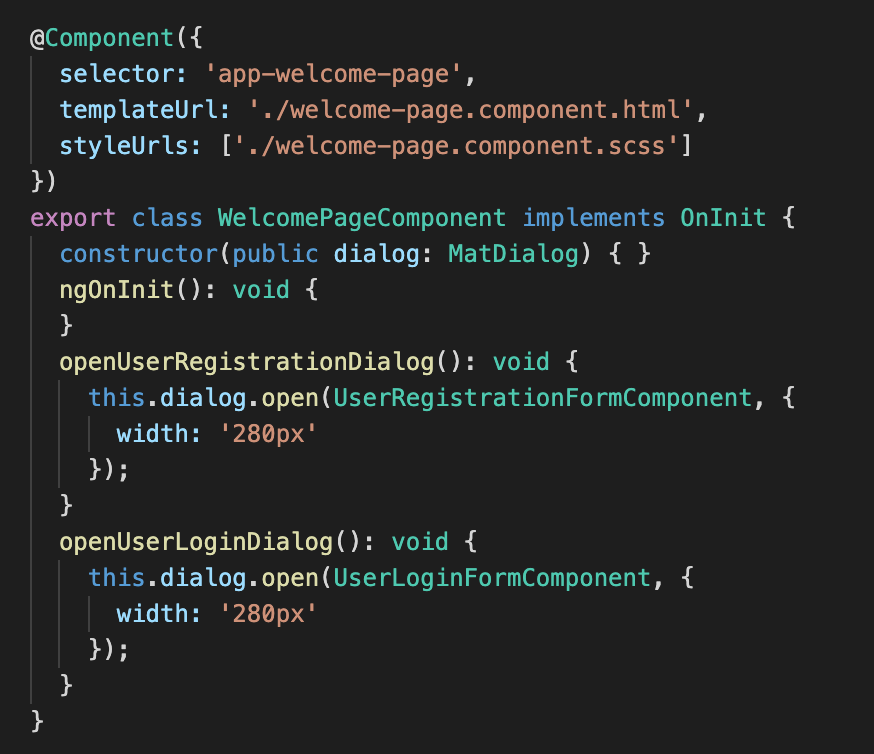 @Component({
  selector: 'app-welcome-page',
  templateUrl: './welcome-page.component.html',
  styleUrls: ['./welcome-page.component.scss']
})
export class WelcomePageComponent implements OnInit {
  constructor(public dialog: MatDialog) { }
  ngOnInit(): void {
  }
  openUserRegistrationDialog(): void {
    this.dialog.open(UserRegistrationFormComponent, {
      width: '280px'
    });
  }
  openUserLoginDialog(): void {
    this.dialog.open(UserLoginFormComponent, {
      width: '280px'
    });
  }
}